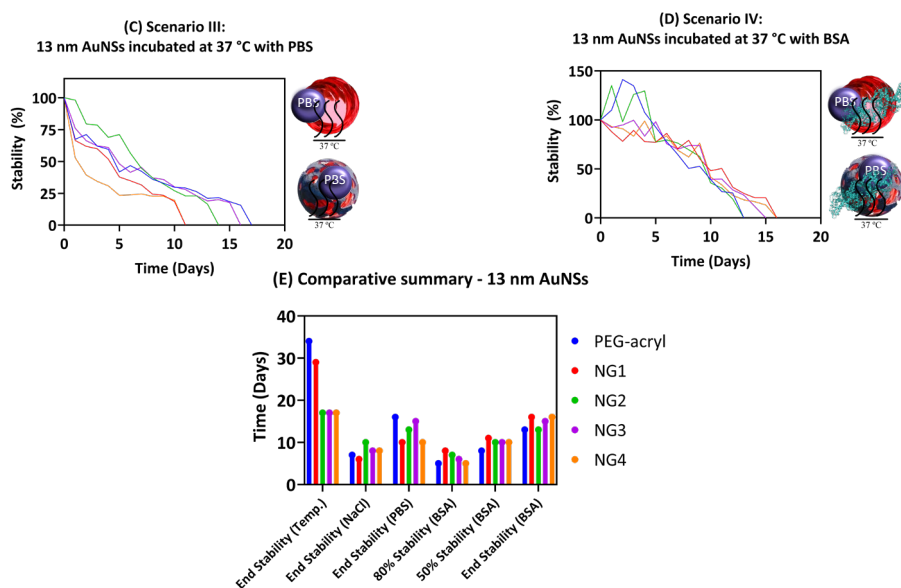 (C) Scenario III:
13 nm AuNSs incubated at 37 °C with PBS
Stability (%)
100
75
50
25
0
0 5 10 15 20
Time (Days)
PBS
37 °C
PBS
37 °C
(D) Scenario IV:
13 nm AuNSs incubated at 37 °C with BSA
Stability (%)
150
100
50
0
0 5 10 15 20
Time (Days)
PBS
37 °C
PBS
37 °C
(E) Comparative summary - 13 nm AuNSs
Time (Days)
40
30
20
10
0
End Stability (Temp.)
End Stability (NaCl)
End Stability (PBS)
80% Stability (BSA)
50% Stability (BSA)
End Stability (BSA)
PEG-acryl
NG1
NG2
NG3
NG4